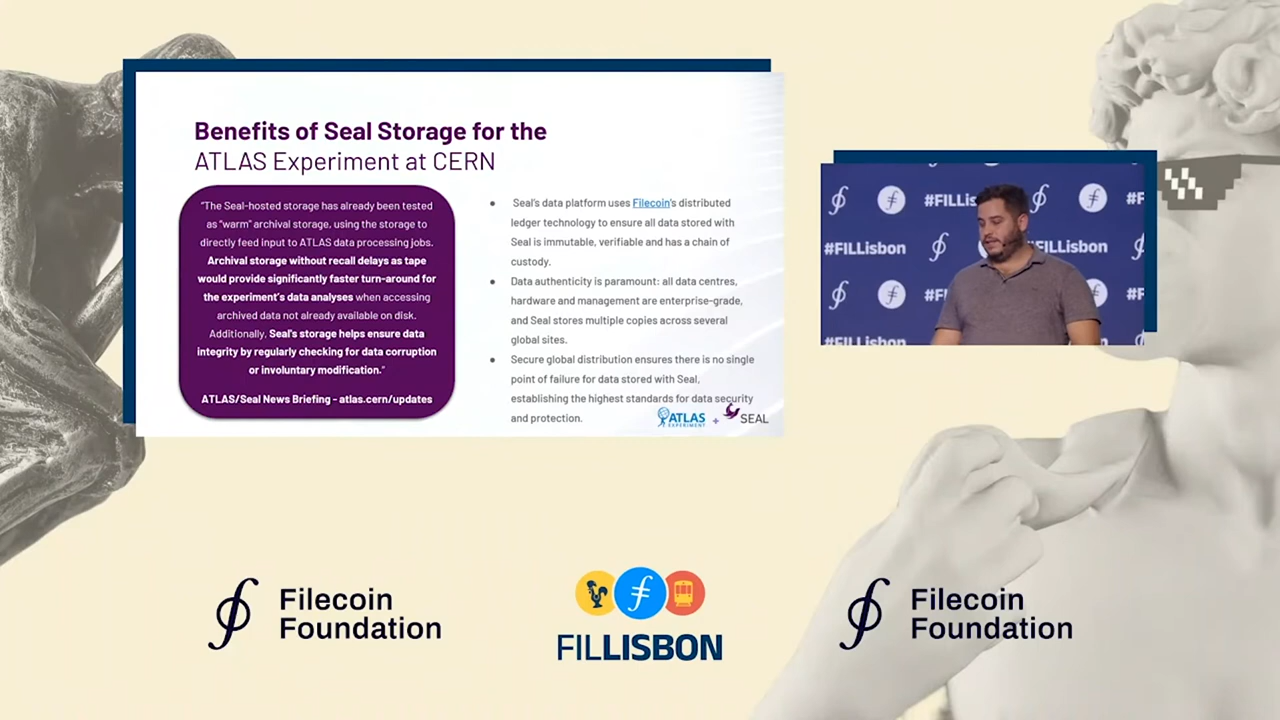 Benefits of Seal Storage for the
ATLAS Experiment at CERN
“The Seal-hosted storage has already been tested
as “warm” archival storage, using the storage to
directly feed input to ATLAS data processing jobs.
Archival storage without recall delays as tape
would provide significantly faster turn-around for
the experiment’s data analyses when accessing
archived data not already available on disk.
Additionally, Seal's storage helps ensure data
integrity by regularly checking for data corruption
or involuntary modification.”
ATLAS/Seal News Briefing - atlas.cern/updates
• Seal’s data platform uses Filecoin’s distributed
ledger technology to ensure all data stored with
Seal is immutable, verifiable and has a chain of
custody.
• Data authenticity is paramount: all data centres,
hardware and management are enterprise-grade,
and Seal stores multiple copies across several
global sites.
• Secure global distribution ensures there is no single
point of failure for data stored with Seal,
establishing the highest standards for data security
and protection.
ATLAS
EXPERIMENT
+
SEAL
#FILLis
#F
#FILLisbon
FILLisbon
#FI
#F
#FILLisbon
#F
Filecoin
Foundation
FILLISBON
Filecoin
Foundation